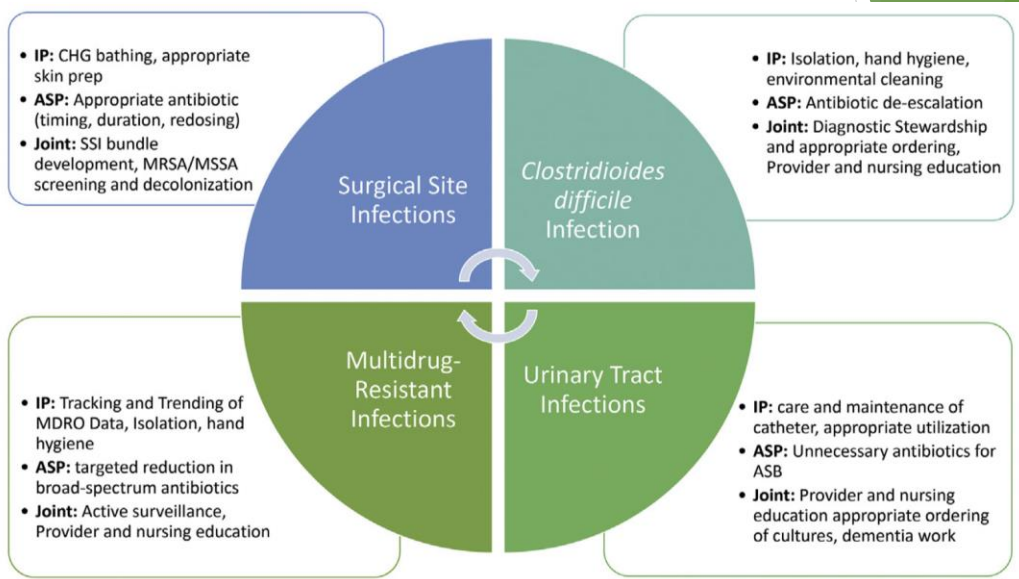 • IP: CHG bathing, appropriate
skin prep
• ASP: Appropriate antibiotic
(timing, duration, redosing)
• Joint: SSI bundle
development, MRSA/MSSA
screening and decolonization
Surgical Site
Infections
• IP: Isolation, hand hygiene,
environmental cleaning
• ASP: Antibiotic de-escalation
• Joint: Diagnostic Stewardship
and appropriate ordering,
Provider and nursing education
Clostridioides
difficile
Infection
• IP: Tracking and Trending of
MDRO Data, Isolation, hand
hygiene
• ASP: targeted reduction in
broad-spectrum antibiotics
• Joint: Active surveillance,
Provider and nursing education
Multidrug-
Resistant
Infections
Urinary Tract
Infections
• IP: care and maintenance of
catheter, appropriate utilization
• ASP: Unnecessary antibiotics for
ASB
• Joint: Provider and nursing
education appropriate ordering
of cultures, dementia work